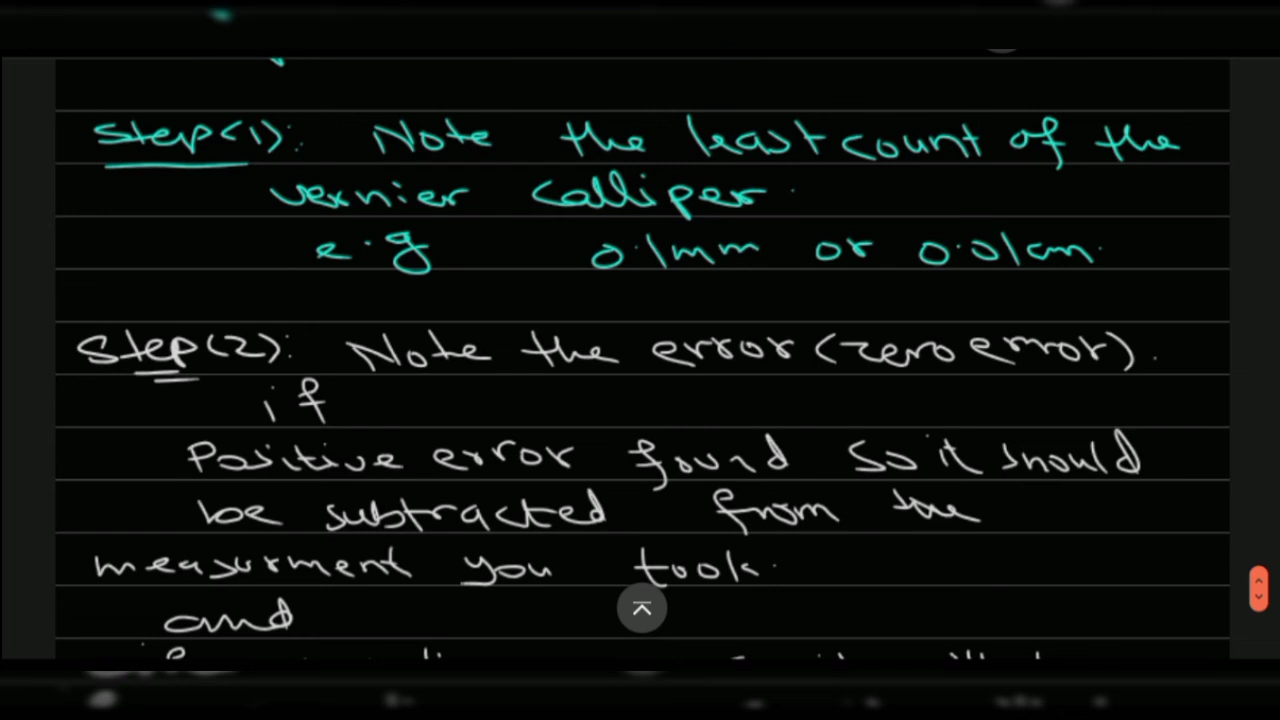 Step(1): Note the least count of the
vernier calliper.
e.g 0.1mm or 0.01cm.
Step(2): Note the error (zero error).
if
Positive error found so it should
be subtracted from the
measurment you took.
and